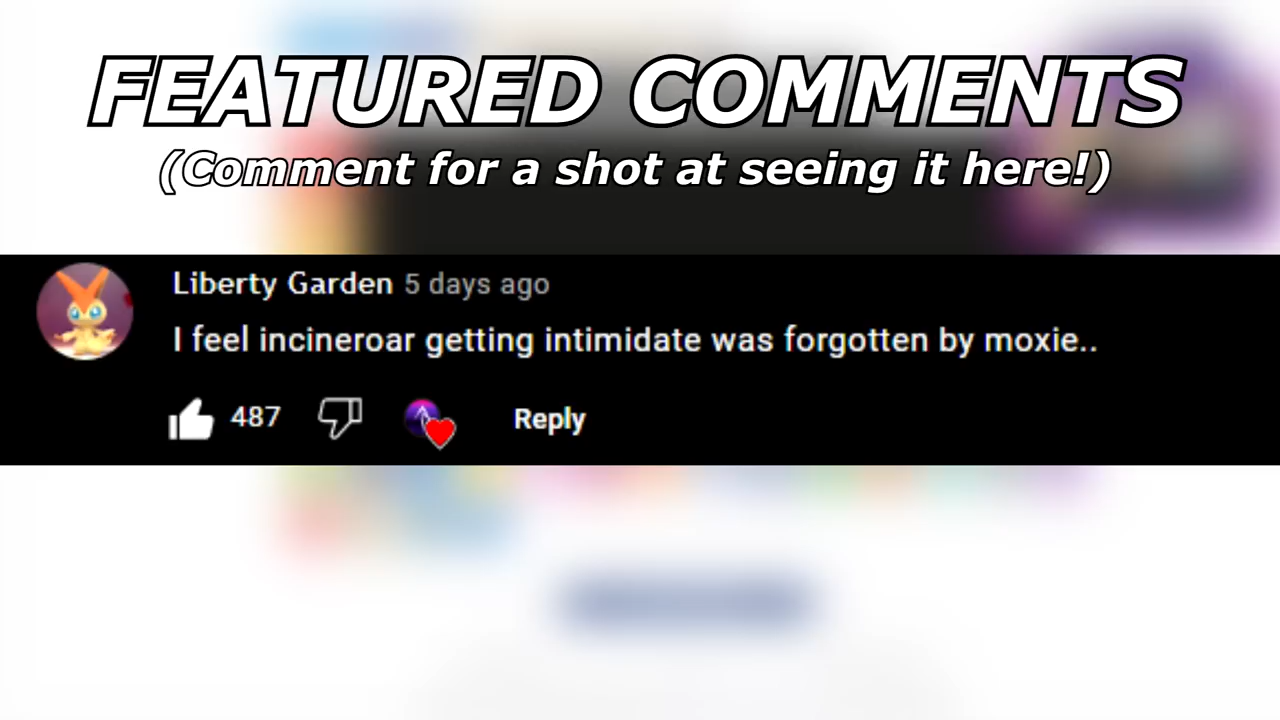 FEATURED COMMENTS
(Comment for a shot at seeing it here!)
Liberty Garden 5 days ago
I feel incineroar getting intimidate was forgotten by moxie..
487 Reply